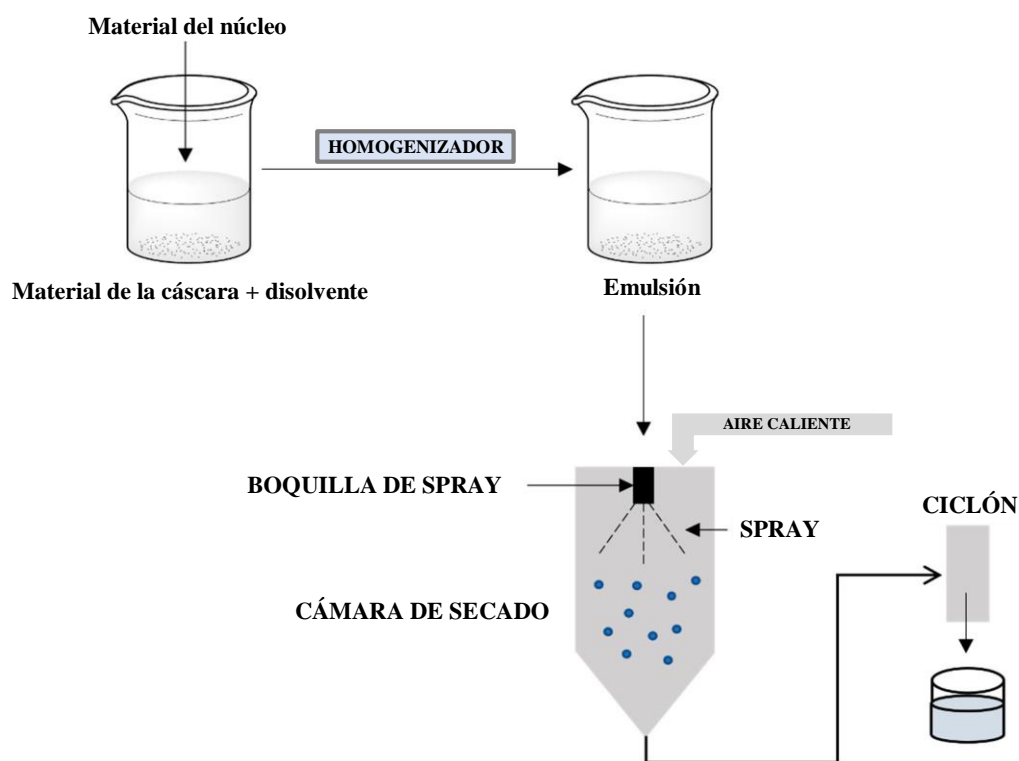 Material del núcleo
HOMOGENIZADOR
Material de la cáscara + disolvente
Emulsión
AIRE CALIENTE
BOQUILLA DE SPRAY
CICLÓN
SPRAY
CÁMARA DE SECADO